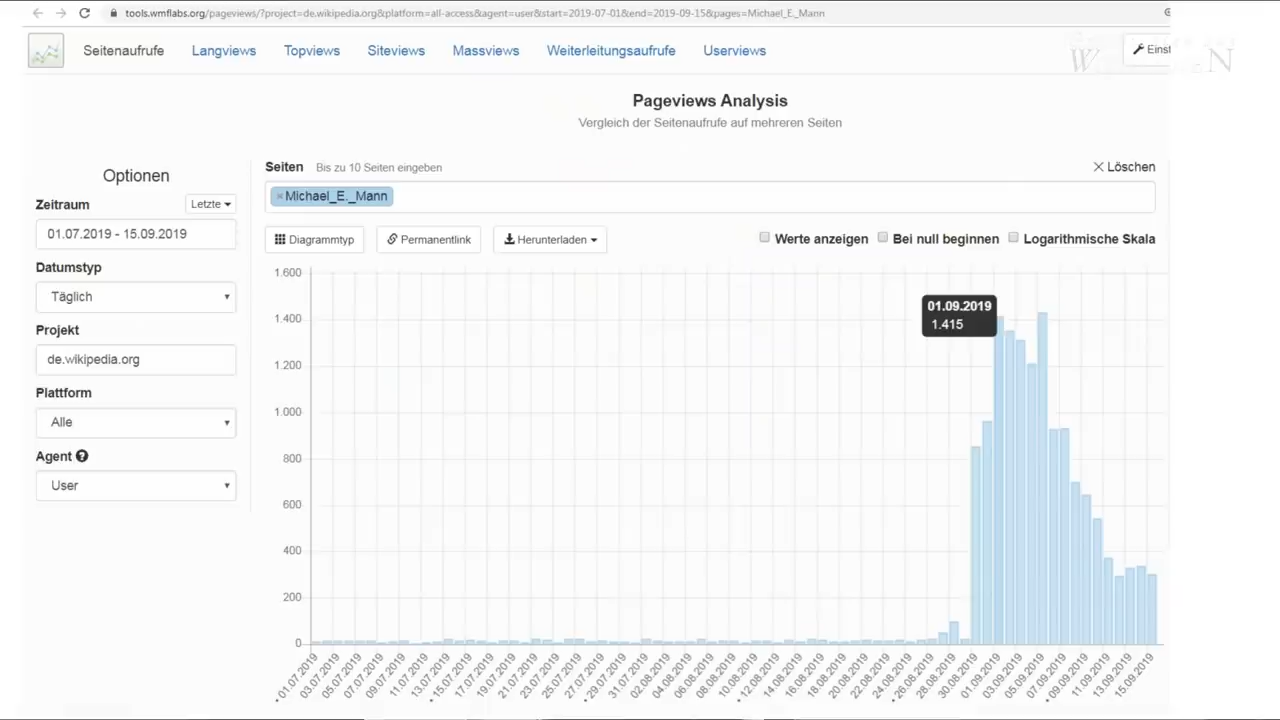 tools.wmflabs.org/pageviews/?project=de.wikipedia.org&platform=all-access&agent=user&start=2019-07-01&end=2019-09-15&pages=Michael_E._Mann
Seitenaufrufe Langviews Topviews Siteviews Massviews Weiterleitungsaufrufe Userviews Einst
Pageviews Analysis
Vergleich der Seitenaufrufe auf mehreren Seiten
Optionen
Zeitraum Letzte
01.07.2019 - 15.09.2019
Datumstyp
Täglich
Projekt
de.wikipedia.org
Plattform
Alle
Agent
User
Seiten Bis zu 10 Seiten eingeben Löschen
× Michael_E._Mann
Diagrammtyp Permanentlink Herunterladen Werte anzeigen Bei null beginnen Logarithmische Skala
1.600
1.400
1.200
1.000
800
600
400
200
0
01.09.2019
1.415
• 01.07.2019 03.07.2019 05.07.2019 07.07.2019 09.07.2019 11.07.2019 13.07.2019 • 15.07.2019 17.07.2019 19.07.2019 21.07.2019 23.07.2019 25.07.2019 27.07.2019 • 29.07.2019 31.07.2019 02.08.2019 04.08.2019 06.08.2019 08.08.2019 10.08.2019 • 12.08.2019 14.08.2019 16.08.2019 18.08.2019 20.08.2019 22.08.2019 24.08.2019 • 26.08.2019 28.08.2019 30.08.2019 01.09.2019 03.09.2019 05.09.2019 07.09.2019 • 09.09.2019 11.09.2019 13.09.2019 15.09.2019